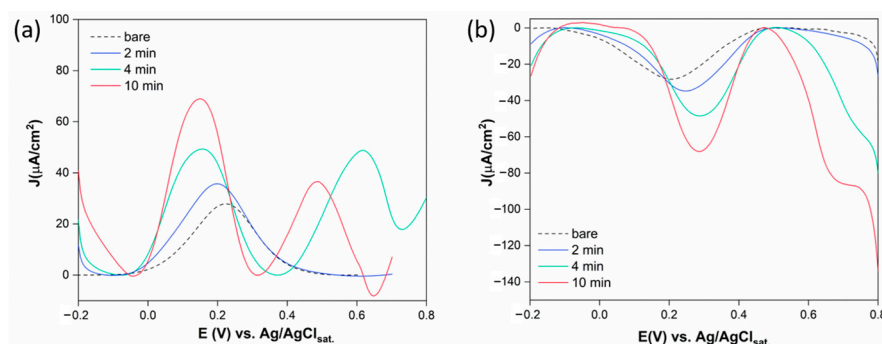 (a)
100
80
60
40
20
0
J(μA/cm²)
bare
2 min
4 min
10 min
-0.2 0.0 0.2 0.4 0.6 0.8
E (V) vs. Ag/AgCl sat.
(b)
0
−20
−40
−60
−80
−100
−120
−140
J(μA/cm²)
bare
2 min
4 min
10 min
−0.2 0.0 0.2 0.4 0.6 0.8
E(V) vs. Ag/AgCl sat.